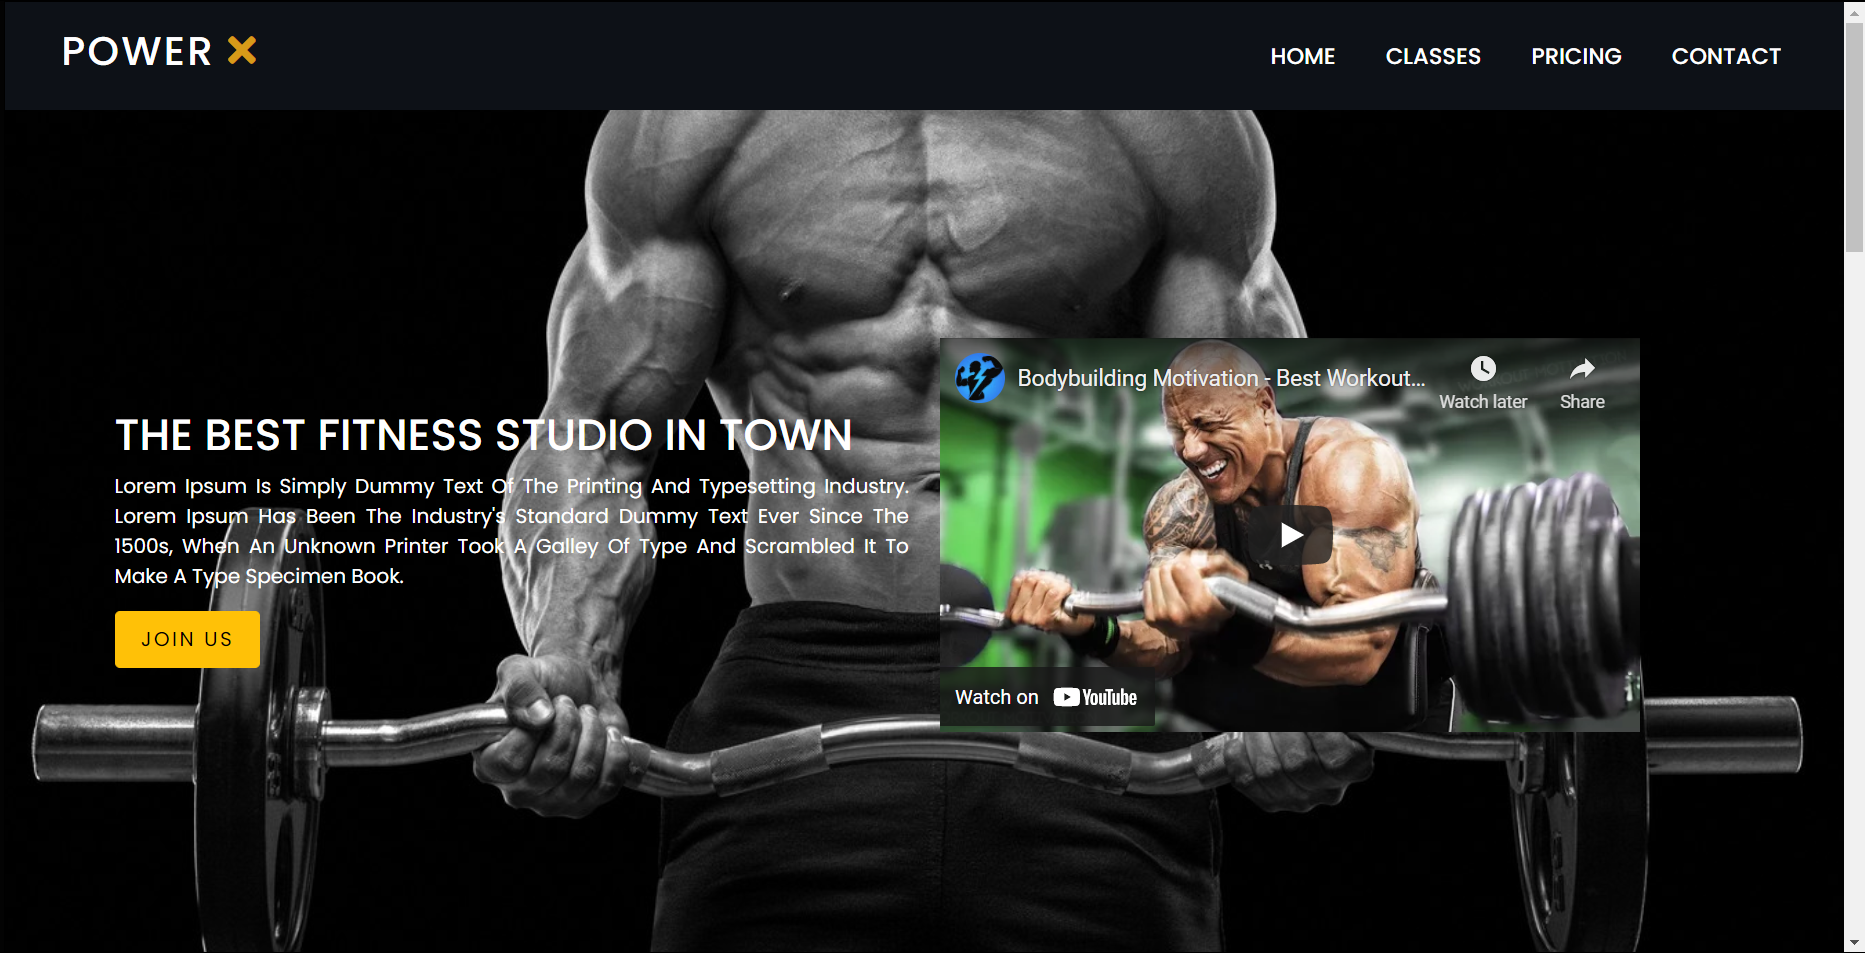 POWER X
HOME CLASSES PRICING CONTACT
Bodybuilding Motivation - Best Workout...
Watch later
Share
THE BEST FITNESS STUDIO IN TOWN
Lorem Ipsum Is Simply Dummy Text Of The Printing And Typesetting Industry.
Lorem Ipsum Has Been The Industry's Standard Dummy Text Ever Since The
1500s, When An Unknown Printer Took A Galley Of Type And Scrambled It To
Make A Type Specimen Book.
JOIN US
Watch on YouTube